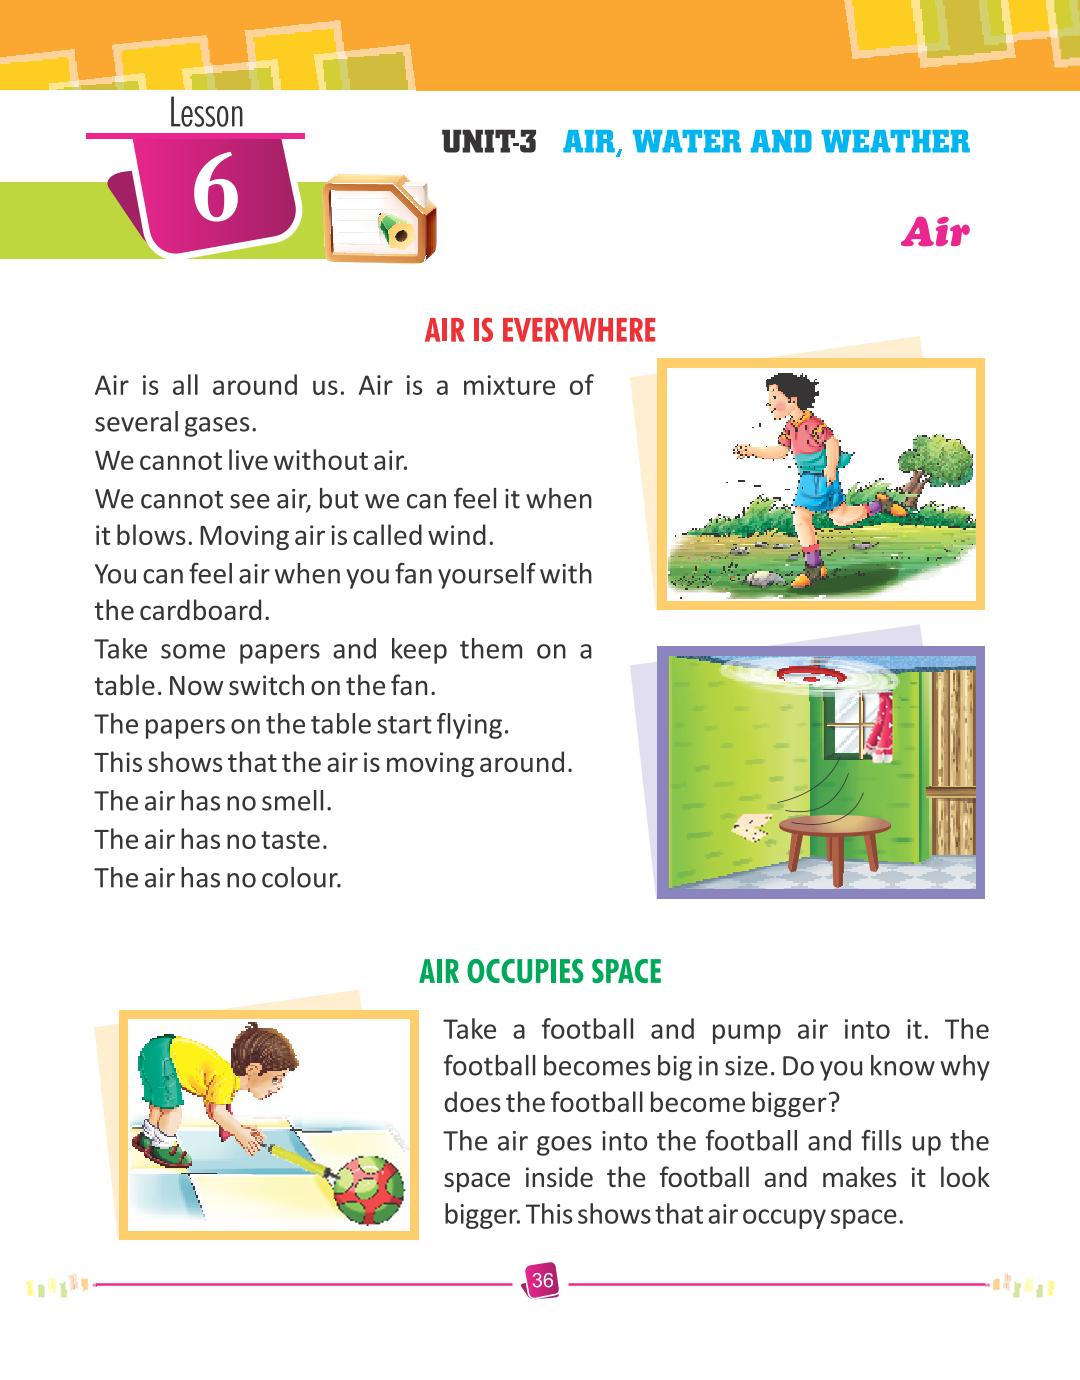 Lesson
6
UNIT-3 AIR, WATER AND WEATHER
Air
AIR IS EVERYWHERE
Air is all around us. Air is a mixture of
several gases.
We cannot live without air.
We cannot see air, but we can feel it when
it blows. Moving air is called wind.
You can feel air when you fan yourself with
the cardboard.
Take some papers and keep them on a
table. Now switch on the fan.
The papers on the table start flying.
This shows that the air is moving around.
The air has no smell.
The air has no taste.
The air has no colour.
AIR OCCUPIES SPACE
Take a football and pump air into it. The
football becomes big in size. Do you know why
does the football become bigger?
The air goes into the football and fills up the
space inside the football and makes it look
bigger. This shows that air occupy space.
36